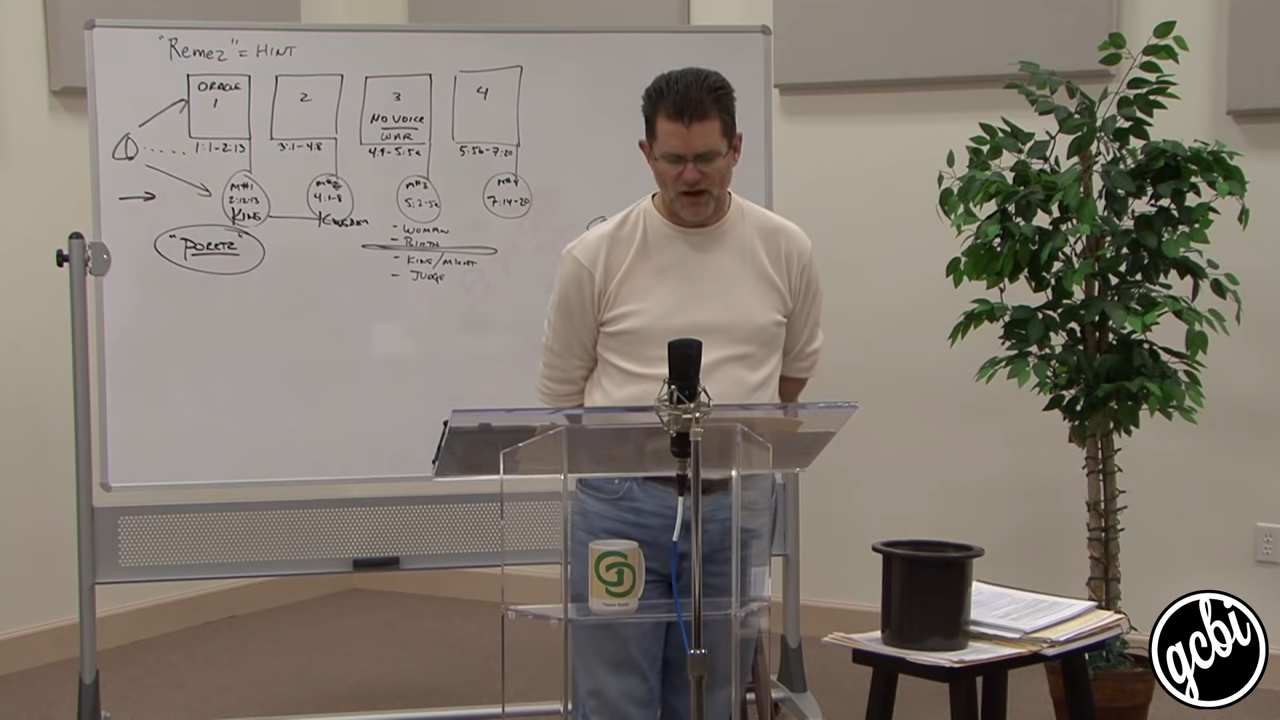 "Remez" = HINT
ORACLE
1
2
3
NO VOICE
WAR
4
1:1-2:13
3:1-4:8
4:9-5:5a
5:5b-7:20
M#1
2:12-13
KING
4:1-8
KINGDOM
M#3
5:2-5a
M#4
7:14-20
"PORETZ"
- WOMAN
- BIRTH
- KING/MIGHT
- JUDGE
gcbi